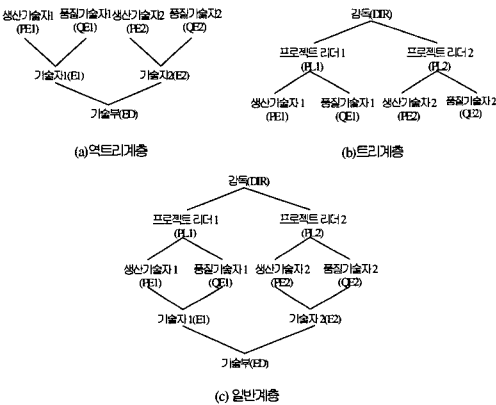 생산기술자1 품질기술자1 생산기술자2 품질기술자2
(PE1) (QE1) (PE2) (QE2)
기술자1(E1) 기술자2(E2)
기술부(ED)
(a)역트리계층
감독(DIR)
프로젝트 리더 1 프로젝트 리더 2
(PL1) (PL2)
생산기술자 1 품질기술자 1 생산기술자 2 품질기술자 2
(PE1) (QE1) (PE2) (QE2)
(b)트리계층
감독(DIR)
프로젝트 리더 1 프로젝트 리더 2
(PL1) (PL2)
생산기술자 1 품질기술자 1 생산기술자 2 품질기술자 2
(PE1) (QE1) (PE2) (QE2)
기술자 1(E1) 기술자 2(E2)
기술부(ED)
(c) 일반계층